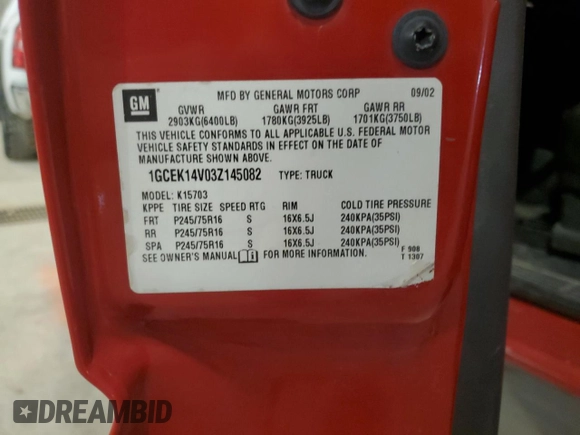 GM
MFD BY GENERAL MOTORS CORP 09/02
GVWR GAWR FRT GAWR RR
2903KG(6400LB) 1780KG(3925LB) 1701KG(3750LB)
THIS VEHICLE CONFORMS TO ALL APPLICABLE U.S. FEDERAL MOTOR
VEHICLE SAFETY STANDARDS IN EFFECT ON THE DATE OF
MANUFACTURE SHOWN ABOVE.
1GCEK14V03Z145082 TYPE: TRUCK
MODEL: K15703
KPPE TIRE SIZE SPEED RTG RIM COLD TIRE PRESSURE
FRT P245/75R16 S 16X6.5J 240KPA(35PSI)
RR P245/75R16 S 16X6.5J 240KPA(35PSI)
SPA P245/75R16 S 16X6.5J 240KPA(35PSI)
SEE OWNER'S MANUAL FOR MORE INFORMATION.
F 908
T 1307
DREAMBID